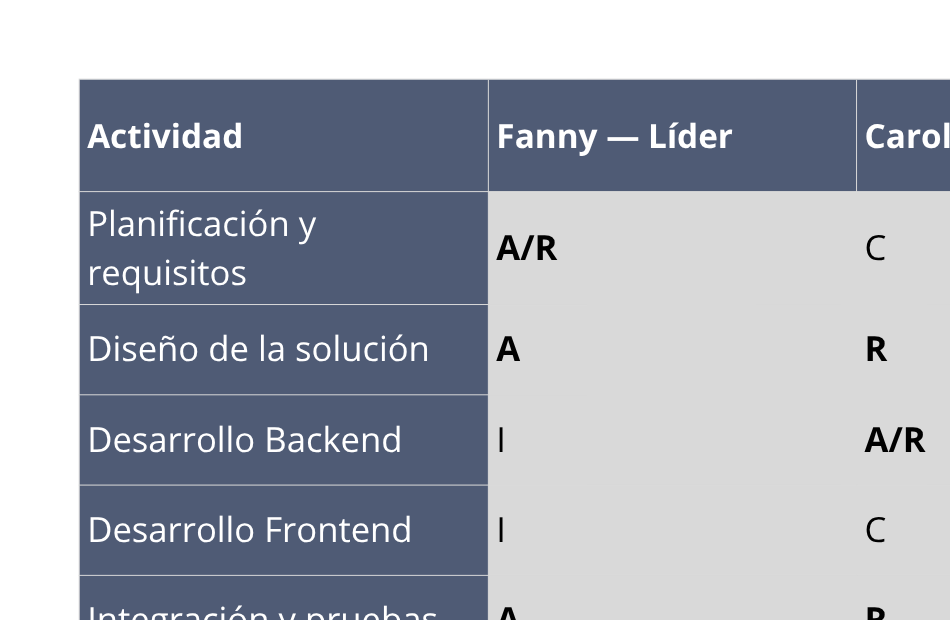 Actividad Fanny — Líder Carol
Planificación y
requisitos A/R C
Diseño de la solución A R
Desarrollo Backend I A/R
Desarrollo Frontend I C
Integración y pruebas A R